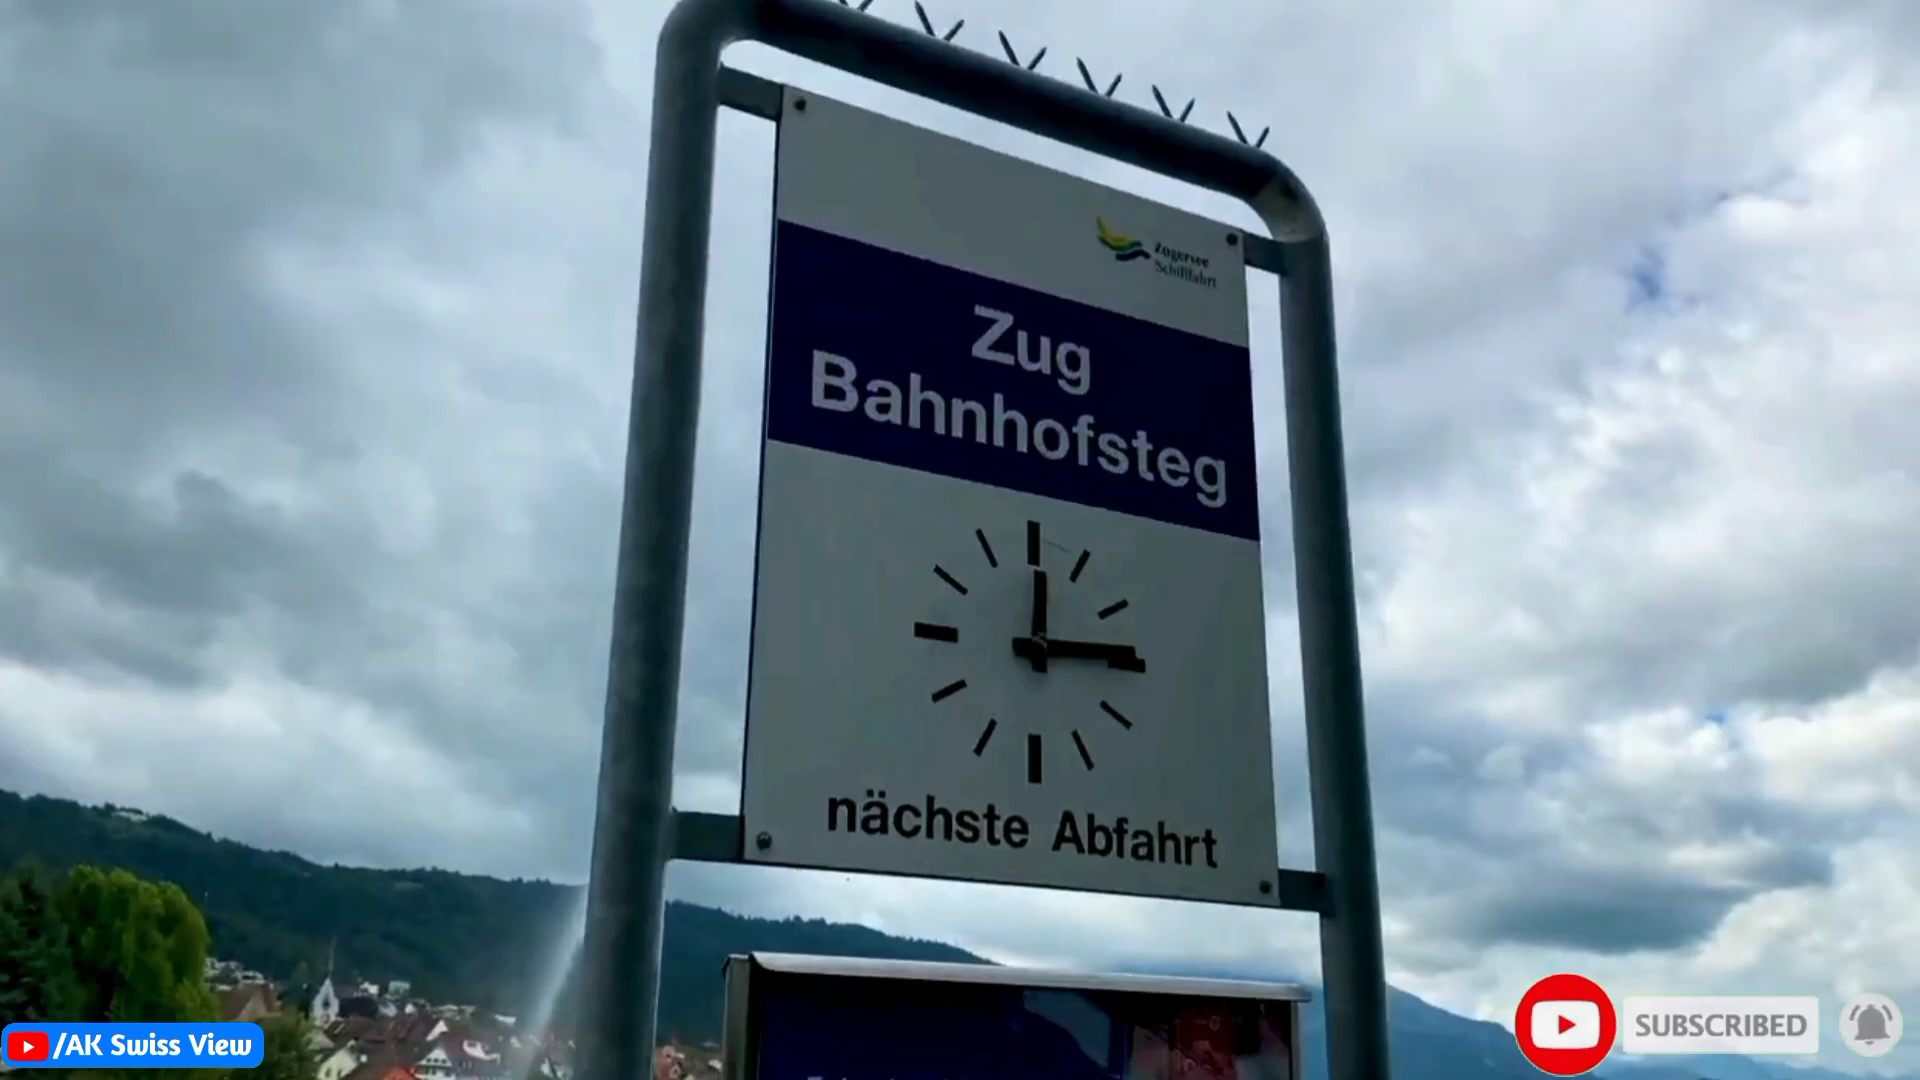 Zugersee
Schifffahrt
Zug
Bahnhofsteg
nächste Abfahrt
/AK Swiss View
SUBSCRIBED